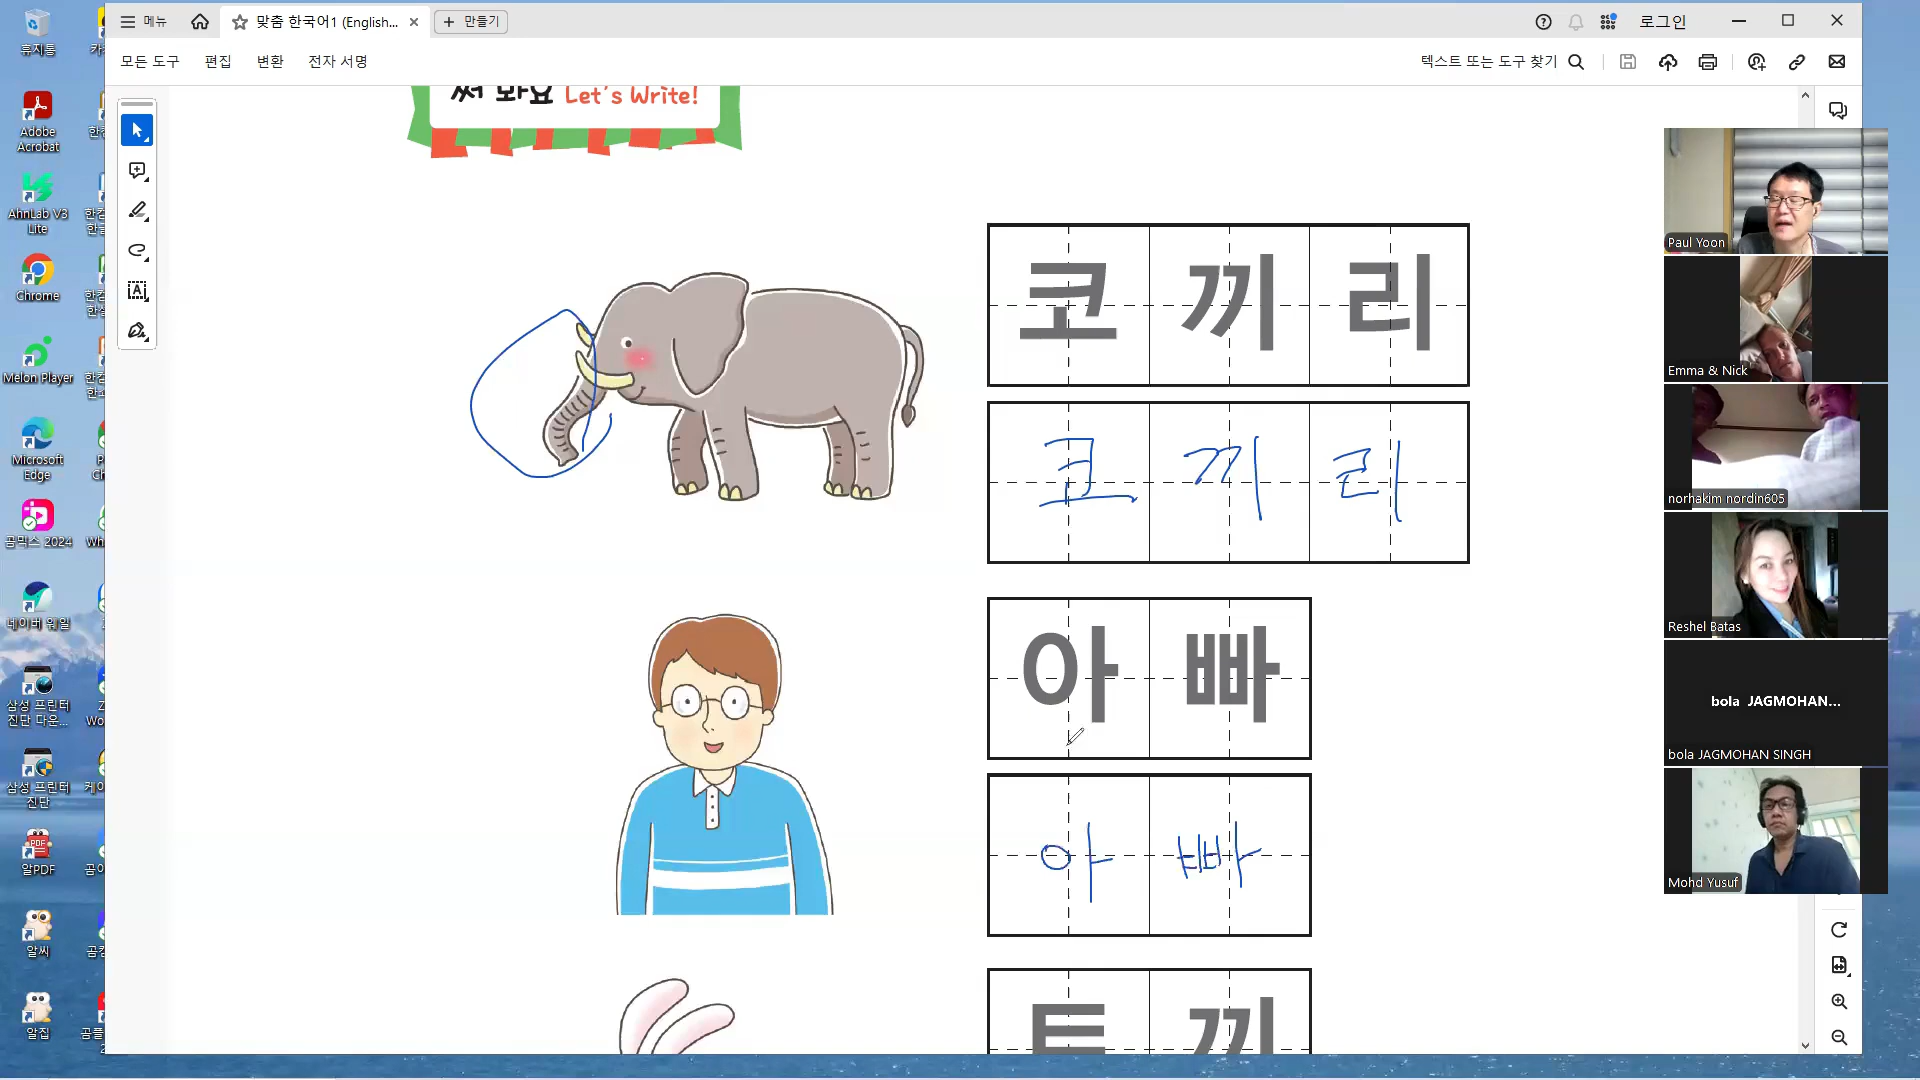 메뉴
맞춤 한국어1 (English...
만들기
로그인
모든 도구 편집 변환 전자 서명
텍스트 또는 도구 찾기
써 봐요 Let's Write!
코끼리
코끼리
아빠
아빠
토끼
휴지통
Adobe Acrobat
AhnLab V3 Lite
Chrome
Melon Player
Microsoft Edge
곰믹스 2024
네이버 웨일
삼성 프린터 진단 다운...
삼성 프린터 진단
알PDF
알씨
알집
Paul Yoon
Emma & Nick
norhakim nordin605
Reshel Batas
bola JAGMOHAN...
bola JAGMOHAN SINGH
Mohd Yusuf